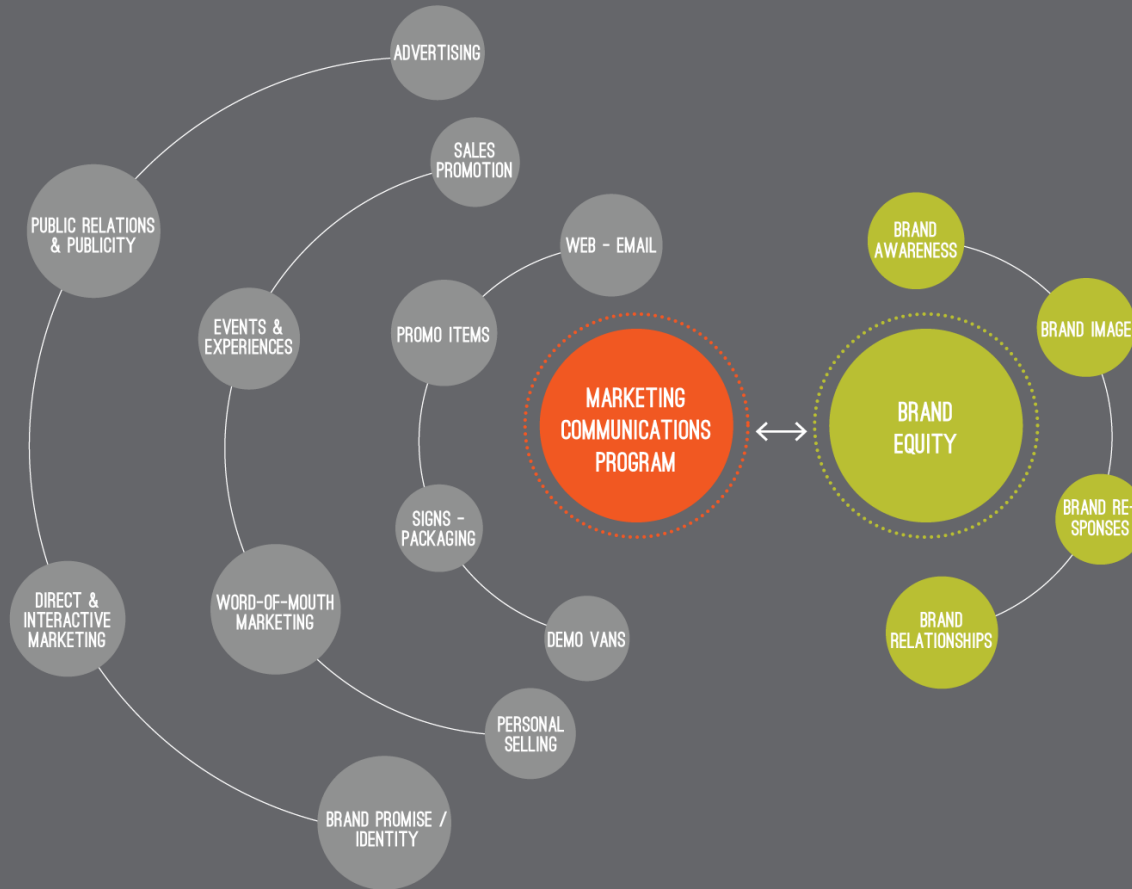 ADVERTISING
SALES
PROMOTION
PUBLIC RELATIONS
& PUBLICITY
WEB - EMAIL
EVENTS &
EXPERIENCES
PROMO ITEMS
SIGNS -
PACKAGING
DIRECT &
INTERACTIVE
MARKETING
WORD-OF-MOUTH
MARKETING
DEMO VANS
PERSONAL
SELLING
BRAND PROMISE /
IDENTITY
MARKETING
COMMUNICATIONS
PROGRAM
BRAND
EQUITY
BRAND
AWARENESS
BRAND IMAGE
BRAND RE-
SPONSES
BRAND
RELATIONSHIPS